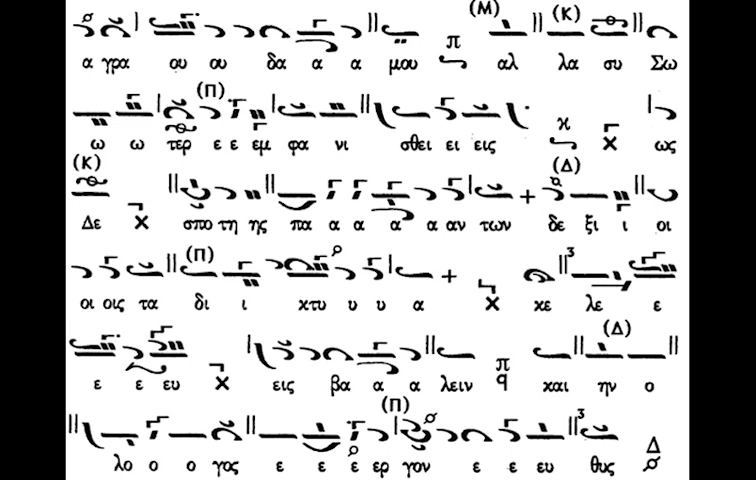 α γρα ου ου δα α α μου αλ λα συ Σω
ω ω τερ ε ε εμ φα νι σθει ει εις ως
Δε σπο τη ης πα α α α α αν των δε ξι ι οι
οι οις τα δι ι κτυ υ υ α κε λε ε
ε ε ευ εις βα α α λειν και ην ο
λο ο ο γος ε ε ε ερ γον ε ε ευ θυς